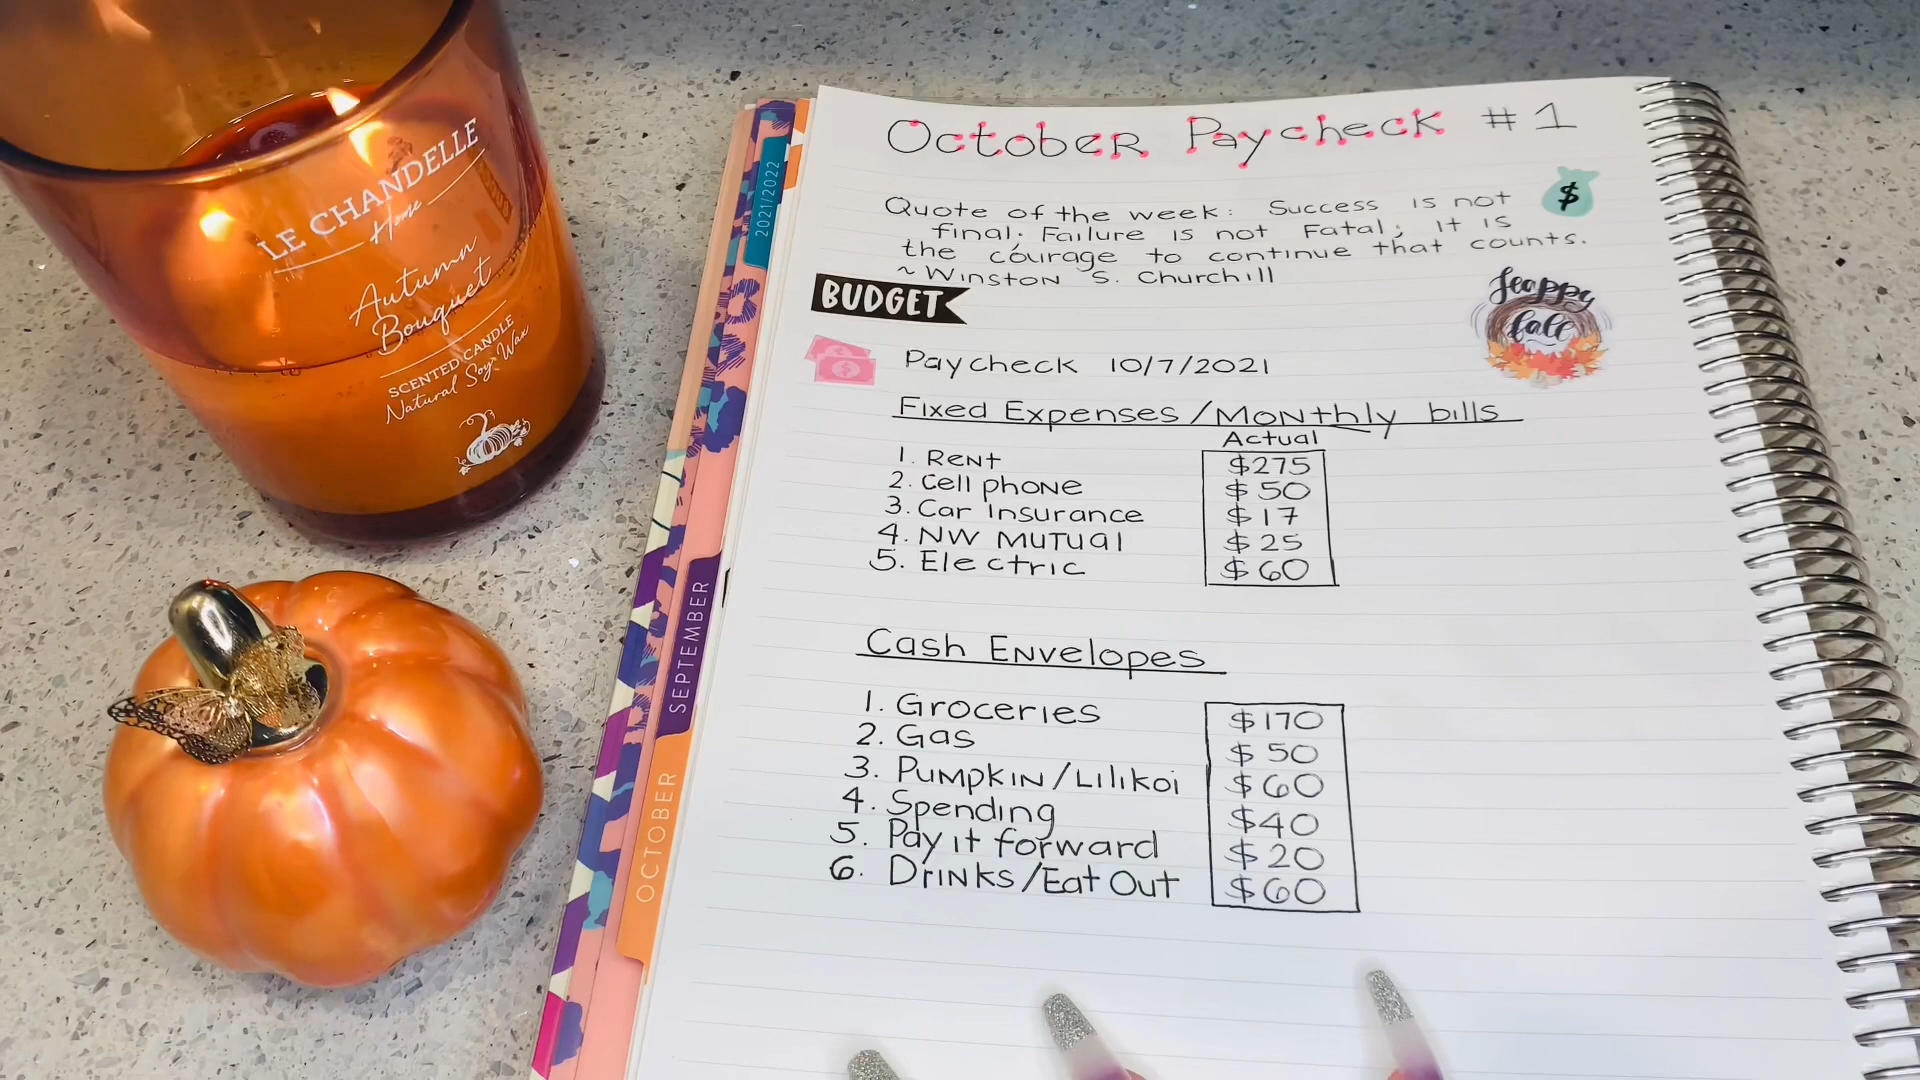 LE CHANDELLE
Home
Autumn
Bouquet
SCENTED CANDLE
Natural Soy Wax
2021/2022
SEPTEMBER
OCTOBER
October Paycheck #1
Quote of the week: Success is not
final; Failure is not Fatal; it is
the courage to continue that counts.
~ Winston S. Churchill
$
BUDGET
Happy
fall
Paycheck 10/7/2021
Fixed Expenses/Monthly bills
Actual
1. Rent $275
2. Cell phone $50
3. Car Insurance $17
4. NW Mutual $25
5. Electric $60
Cash Envelopes
1. Groceries $170
2. Gas $50
3. Pumpkin/Lilikoi $60
4. Spending $40
5. Pay it forward $20
6. Drinks/Eat Out $60